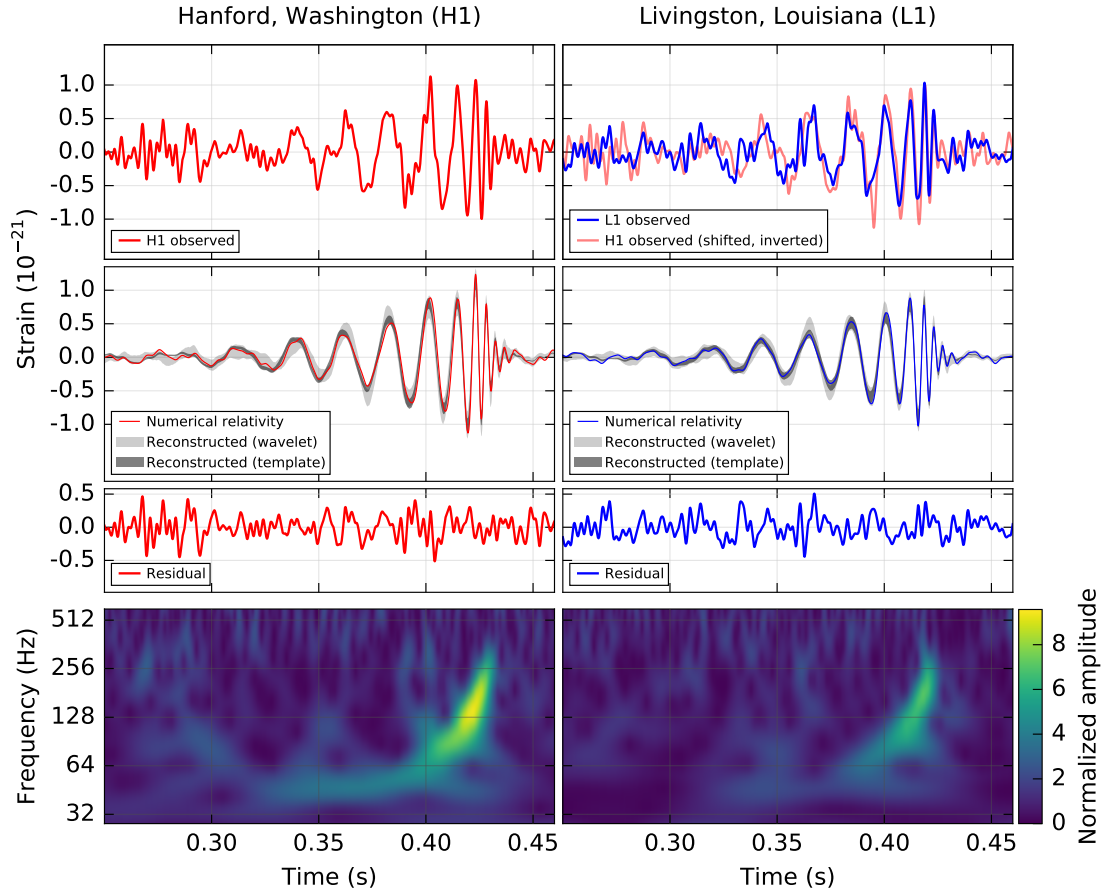 Hanford, Washington (H1)
Livingston, Louisiana (L1)
Strain (10⁻²¹)
1.0
0.5
0.0
-0.5
-1.0
H1 observed
L1 observed
H1 observed (shifted, inverted)
1.0
0.5
0.0
-0.5
-1.0
Numerical relativity
Reconstructed (wavelet)
Reconstructed (template)
Numerical relativity
Reconstructed (wavelet)
Reconstructed (template)
0.5
0.0
-0.5
Residual
Residual
Frequency (Hz)
512
256
128
64
32
0.30 0.35 0.40 0.45
Time (s)
0.30 0.35 0.40 0.45
Time (s)
8
6
4
2
0
Normalized amplitude